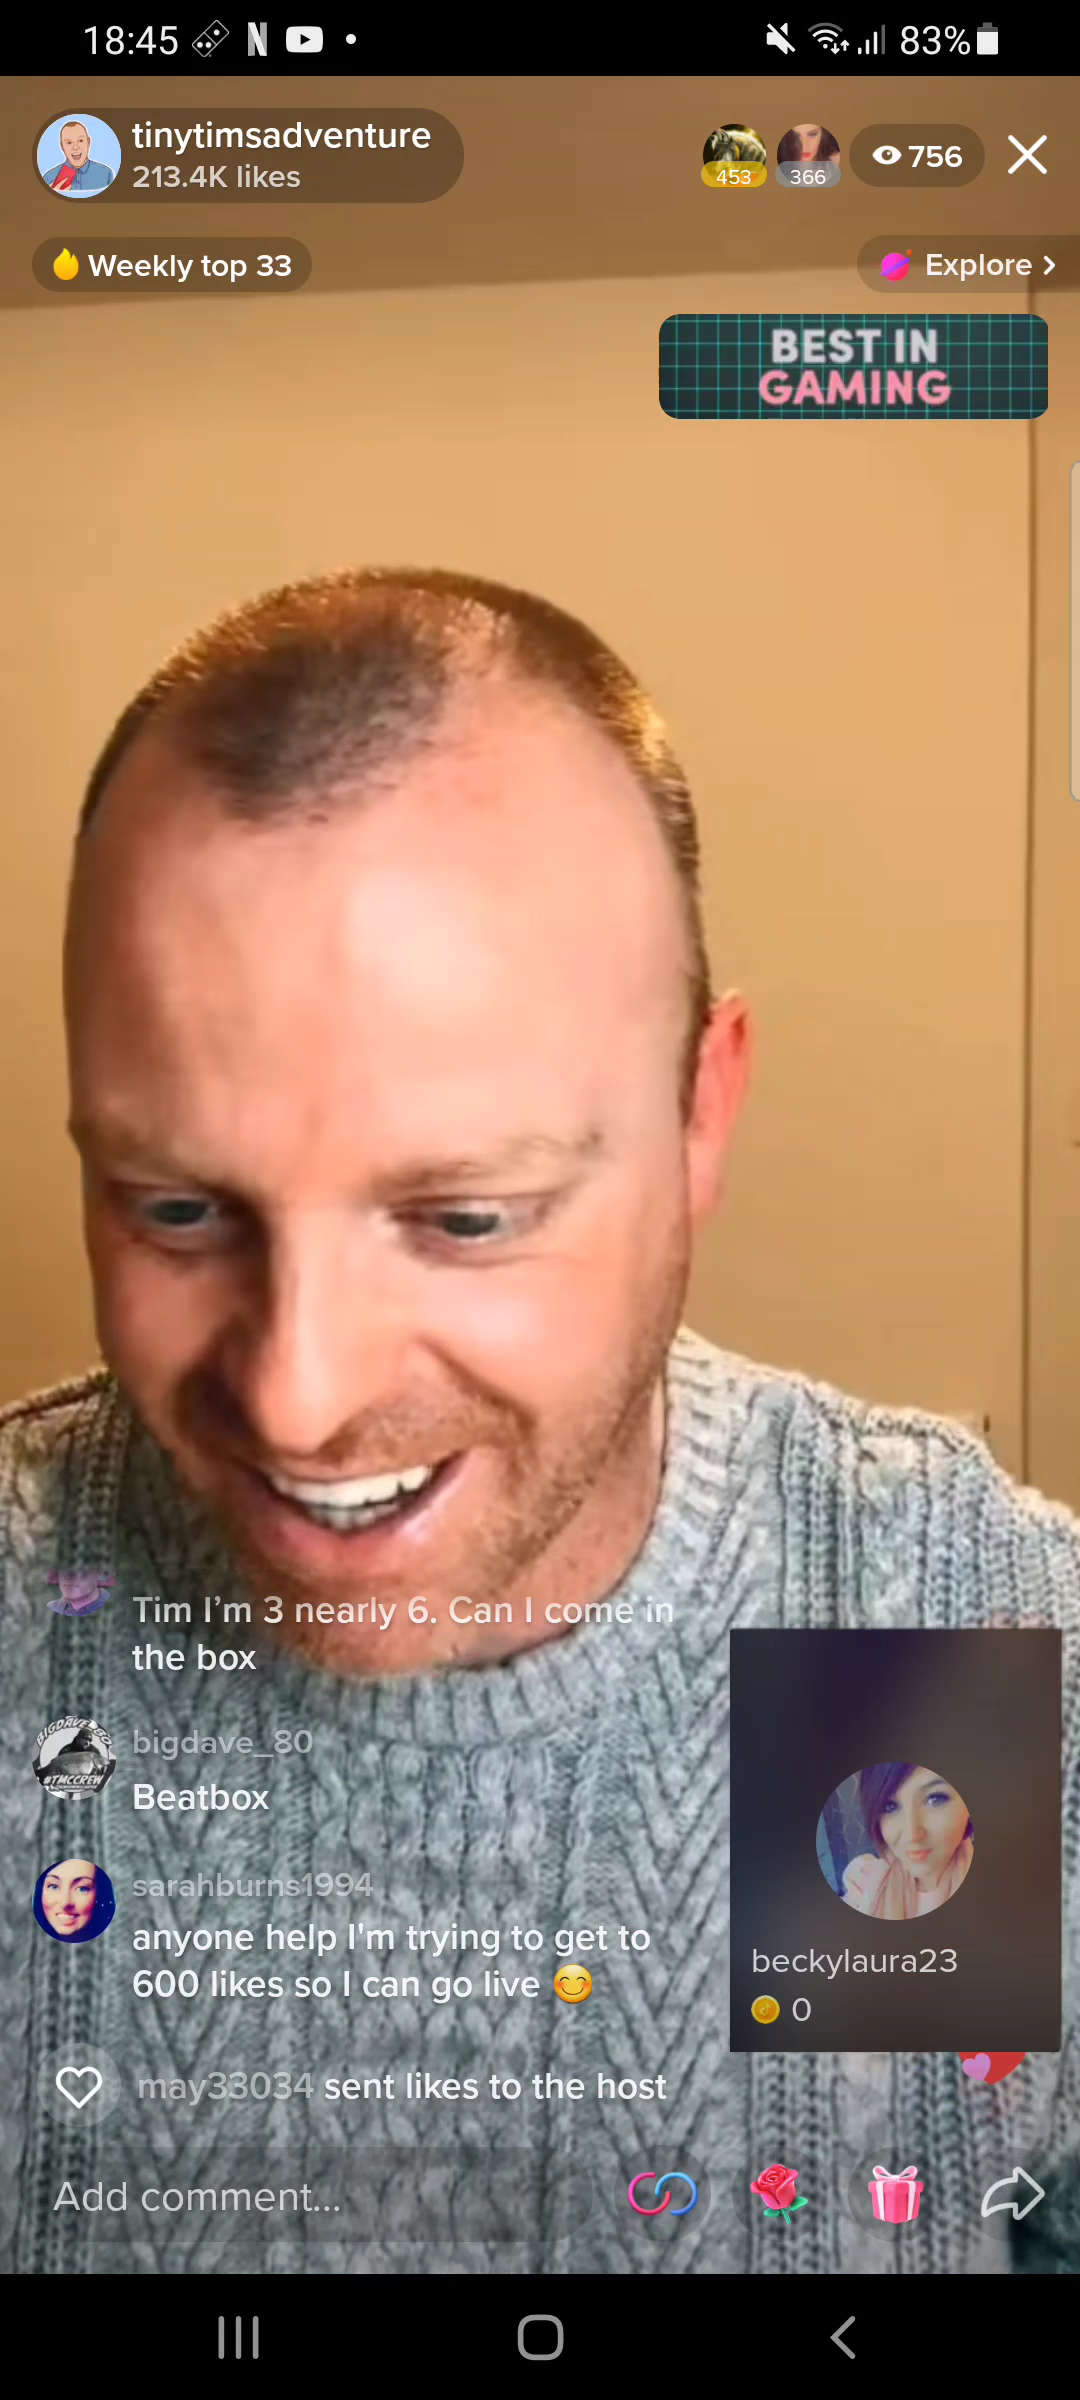 18:45
83%
tinytimsadventure
213.4K likes
453
366
756
Weekly top 33
Explore
BEST IN
GAMING
Tim I’m 3 nearly 6. Can I come in
the box
BIGDAVE_80
#TMCCREW
bigdave_80
Beatbox
sarahburns1994
anyone help I'm trying to get to
600 likes so I can go live 😊
beckylaura23
0
may33034 sent likes to the host
Add comment...